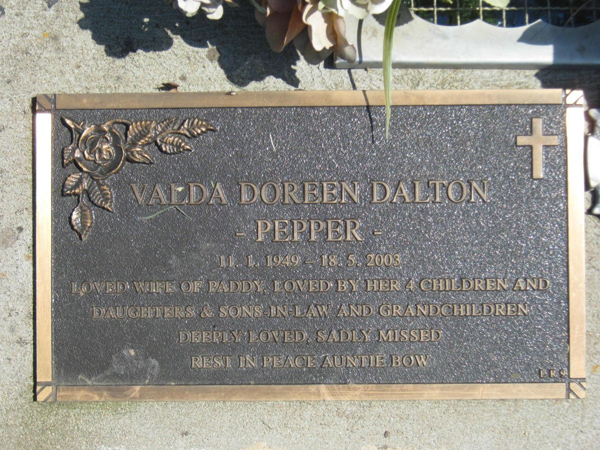 VALDA DOREEN DALTON
- PEPPER -
11. 1. 1949 - 18. 5. 2003
LOVED WIFE OF PADDY, LOVED BY HER 4 CHILDREN AND
DAUGHTERS & SONS-IN-LAW AND GRANDCHILDREN
DEEPLY LOVED, SADLY MISSED
REST IN PEACE AUNTIE BOW